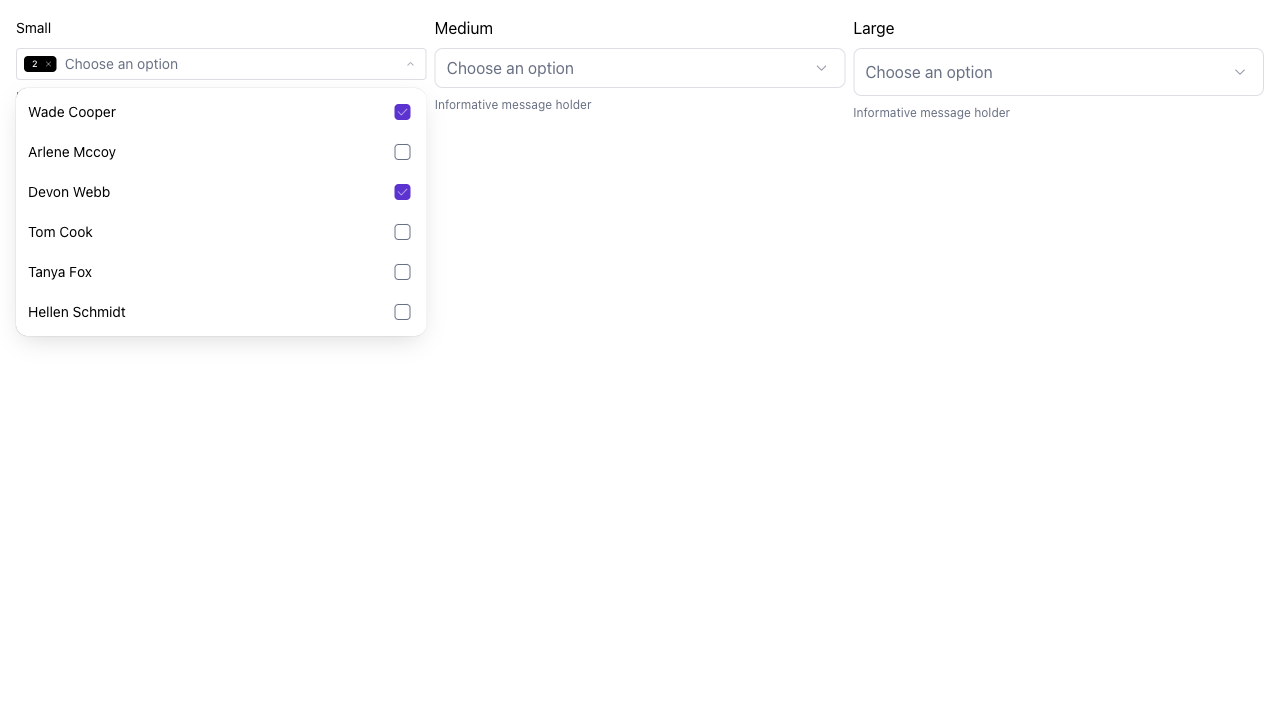 Small
2 Choose an option
Wade Cooper
Arlene Mccoy
Devon Webb
Tom Cook
Tanya Fox
Hellen Schmidt
Medium
Choose an option
Informative message holder
Large
Choose an option
Informative message holder